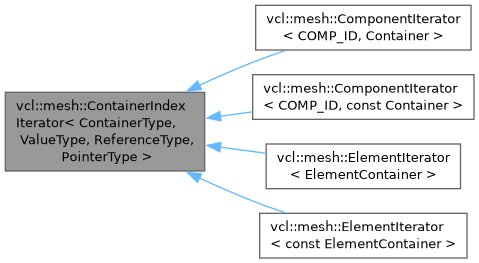 vcl::mesh::ComponentIterator
< COMP_ID, Container >
vcl::mesh::ContainerIndex
Iterator< ContainerType,
ValueType, ReferenceType,
PointerType >
vcl::mesh::ComponentIterator
< COMP_ID, const Container >
vcl::mesh::ElementIterator
< ElementContainer >
vcl::mesh::ElementIterator
< const ElementContainer >